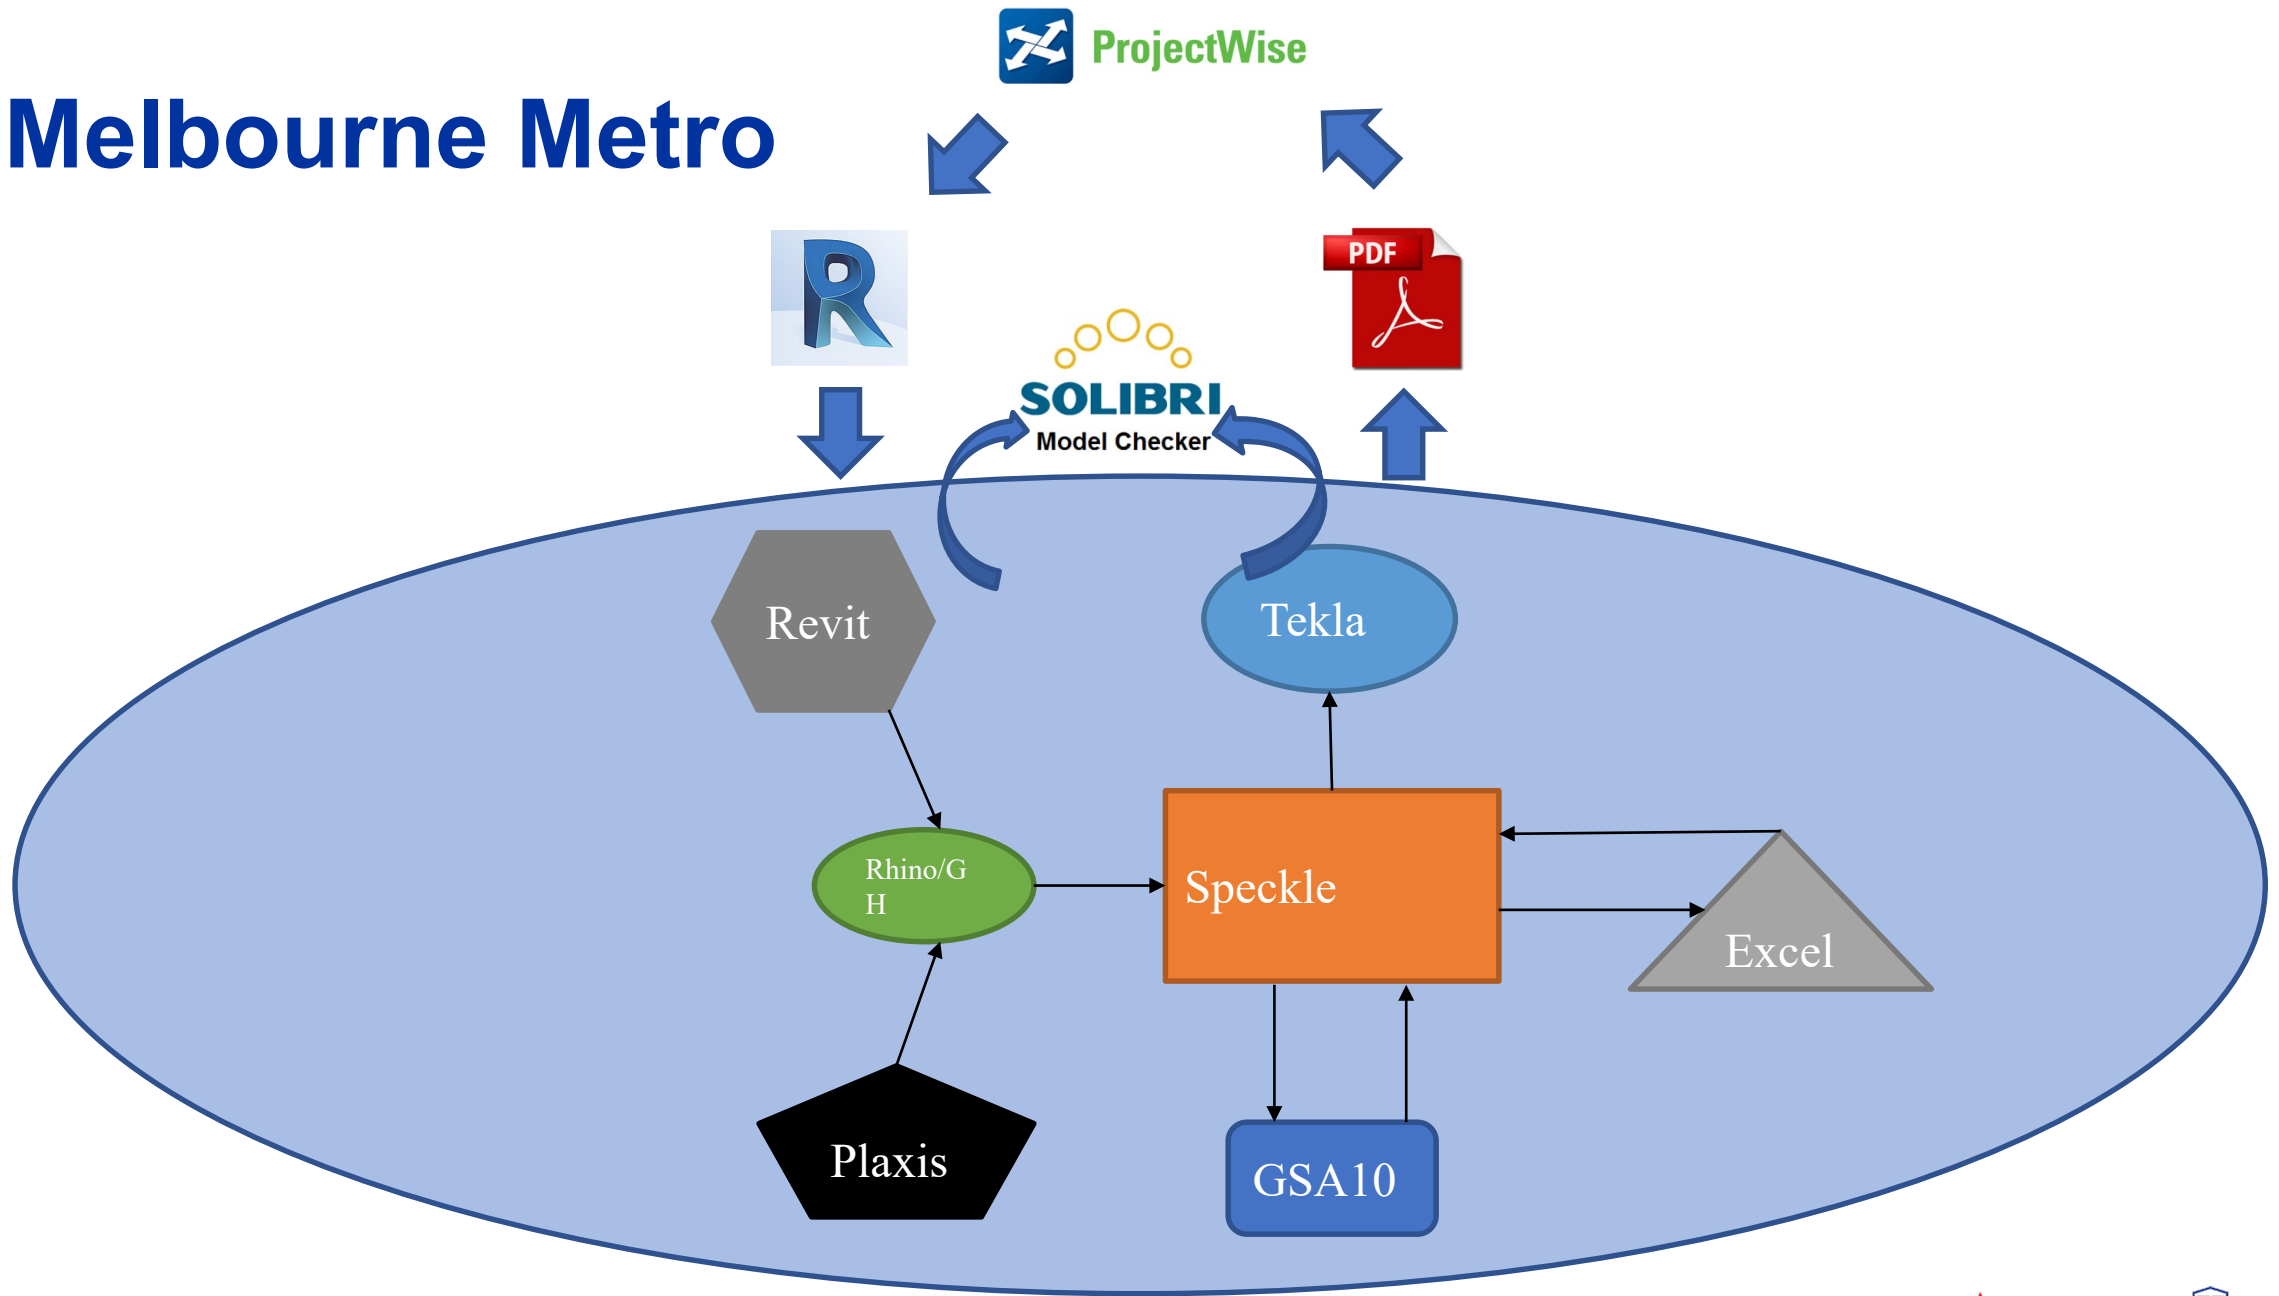 ProjectWise
Melbourne Metro
PDF
SOLIBRI
Model Checker
Revit
Tekla
Rhino/G
H
Speckle
Excel
Plaxis
GSA10